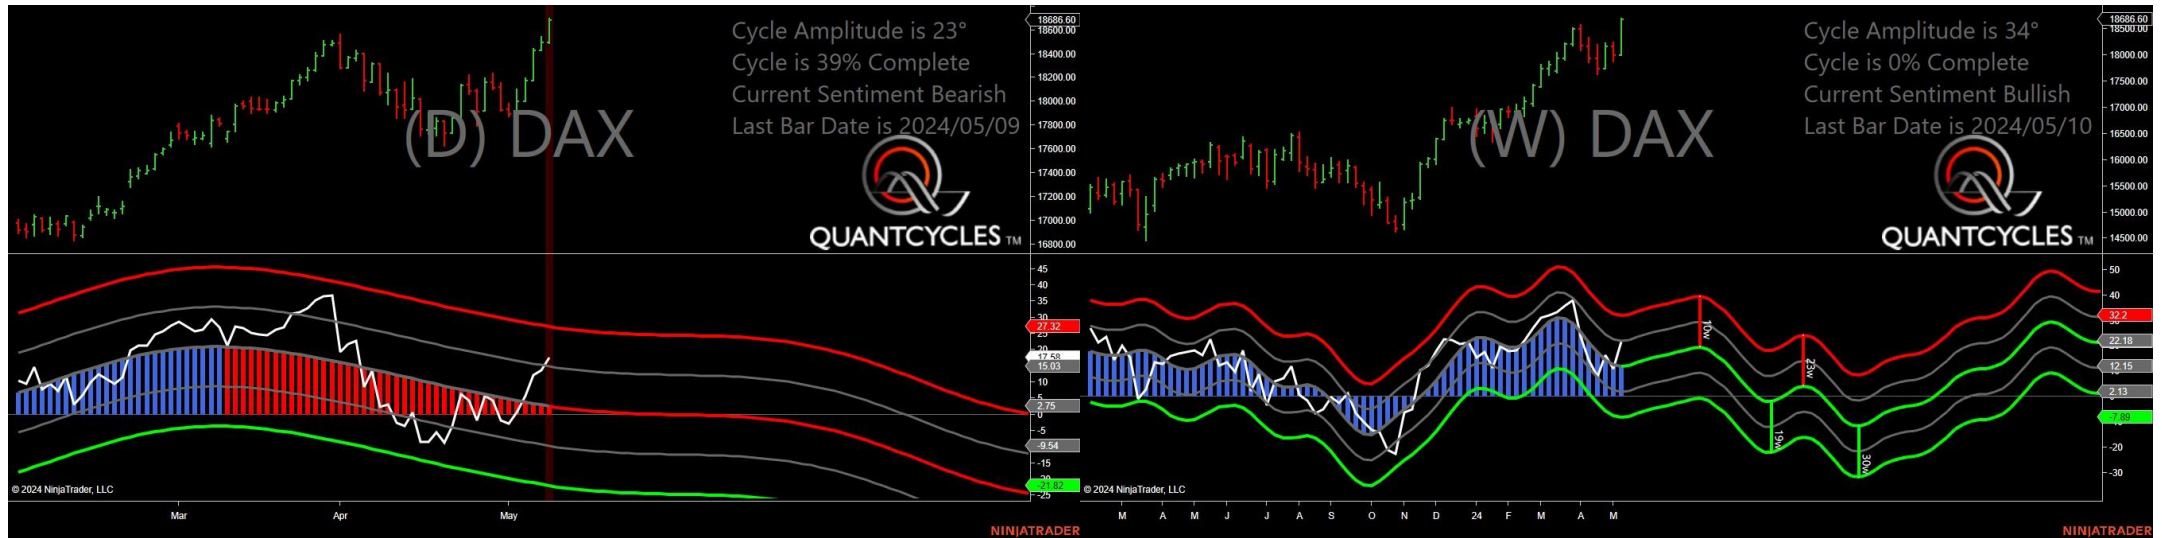 Cycle Amplitude is 23°
Cycle is 39% Complete
Current Sentiment Bearish
Last Bar Date is 2024/05/09
(D) DAX
QUANTCYCLES TM
18686.60
18600.00
18400.00
18200.00
18000.00
17800.00
17600.00
17400.00
17200.00
17000.00
16800.00
45
40
35
30
27.32
17.58
15.03
10
2.75
0
-5
-9.54
-15
-21.82
-25
© 2024 NinjaTrader, LLC
Mar Apr May
NINJATRADER
Cycle Amplitude is 34°
Cycle is 0% Complete
Current Sentiment Bullish
Last Bar Date is 2024/05/10
(W) DAX
QUANTCYCLES TM
18686.60
18500.00
18000.00
17500.00
17000.00
16500.00
16000.00
15500.00
15000.00
14500.00
50
40
32.2
22.18
12.15
2.13
-7.89
-20
-30
10w
23w
19w
30w
© 2024 NinjaTrader, LLC
M A M J J A S O N D 24 F M A M
NINJATRADER